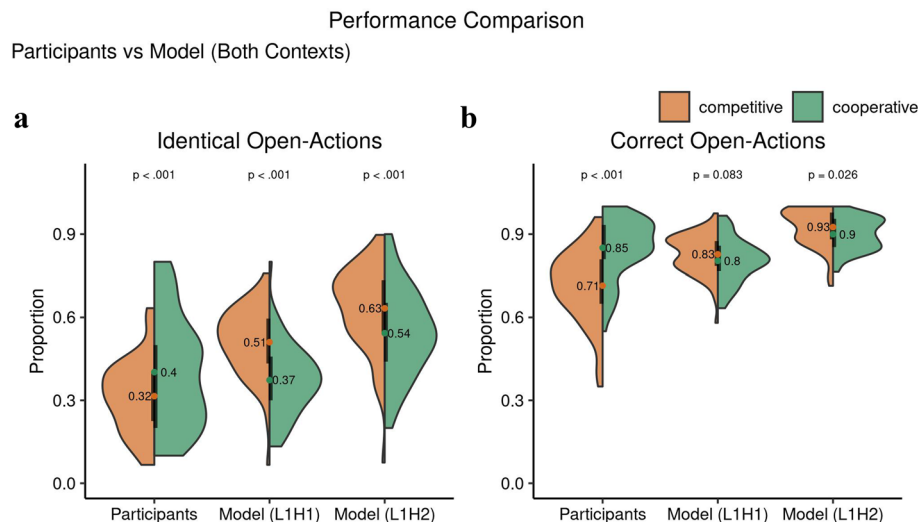 Performance Comparison
Participants vs Model (Both Contexts)
competitive cooperative
a
Identical Open-Actions
p < .001 p < .001 p < .001
Proportion
0.9
0.6
0.3
0.0
0.32 0.4
0.51 0.37
0.63 0.54
Participants Model (L1H1) Model (L1H2)
b
Correct Open-Actions
p < .001 p = 0.083 p = 0.026
Proportion
0.9
0.6
0.3
0.0
0.71 0.85
0.83 0.8
0.93 0.9
Participants Model (L1H1) Model (L1H2)